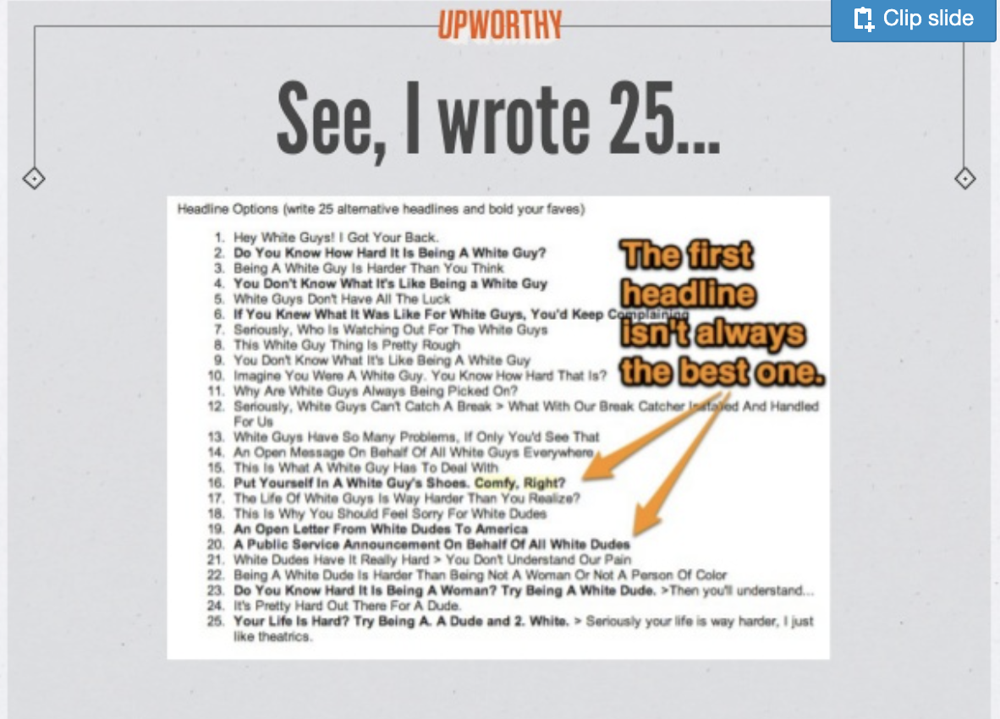 UPWORTHY
Clip slide
See, I wrote 25...
Headline Options (write 25 alternative headlines and bold your faves)
1. Hey White Guys! I Got Your Back.
2. Do You Know How Hard It Is Being A White Guy?
3. Being A White Guy Is Harder Than You Think
4. You Don't Know What It's Like Being a White Guy
5. White Guys Don't Have All The Luck
6. If You Knew What It Was Like For White Guys, You'd Keep Complaining
7. Seriously, Who Is Watching Out For The White Guys
8. This White Guy Thing Is Pretty Rough
9. You Don't Know What It's Like Being A White Guy
10. Imagine You Were A White Guy. You Know How Hard That Is?
11. Why Are White Guys Always Being Picked On?
12. Seriously, White Guys Can't Catch A Break > What With Our Break Catcher Installed And Handled
For Us
13. White Guys Have So Many Problems, If Only You'd See That
14. An Open Message On Behalf Of All White Guys Everywhere
15. This Is What A White Guy Has To Deal With
16. Put Yourself In A White Guy's Shoes. Comfy, Right?
17. The Life Of White Guys Is Way Harder Than You Realize?
18. This Is Why You Should Feel Sorry For White Dudes
19. An Open Letter From White Dudes To America
20. A Public Service Announcement On Behalf Of All White Dudes
21. White Dudes Have It Really Hard > You Don't Understand Our Pain
22. Being A White Dude Is Harder Than Being Not A Woman Or Not A Person Of Color
23. Do You Know Hard It Is Being A Woman? Try Being A White Dude. >Then you'll understand...
24. It's Pretty Hard Out There For A Dude.
25. Your Life Is Hard? Try Being A. A Dude and 2. White. > Seriously your life is way harder, I just
like theatrics.
The first
headline
isn't always
the best one.